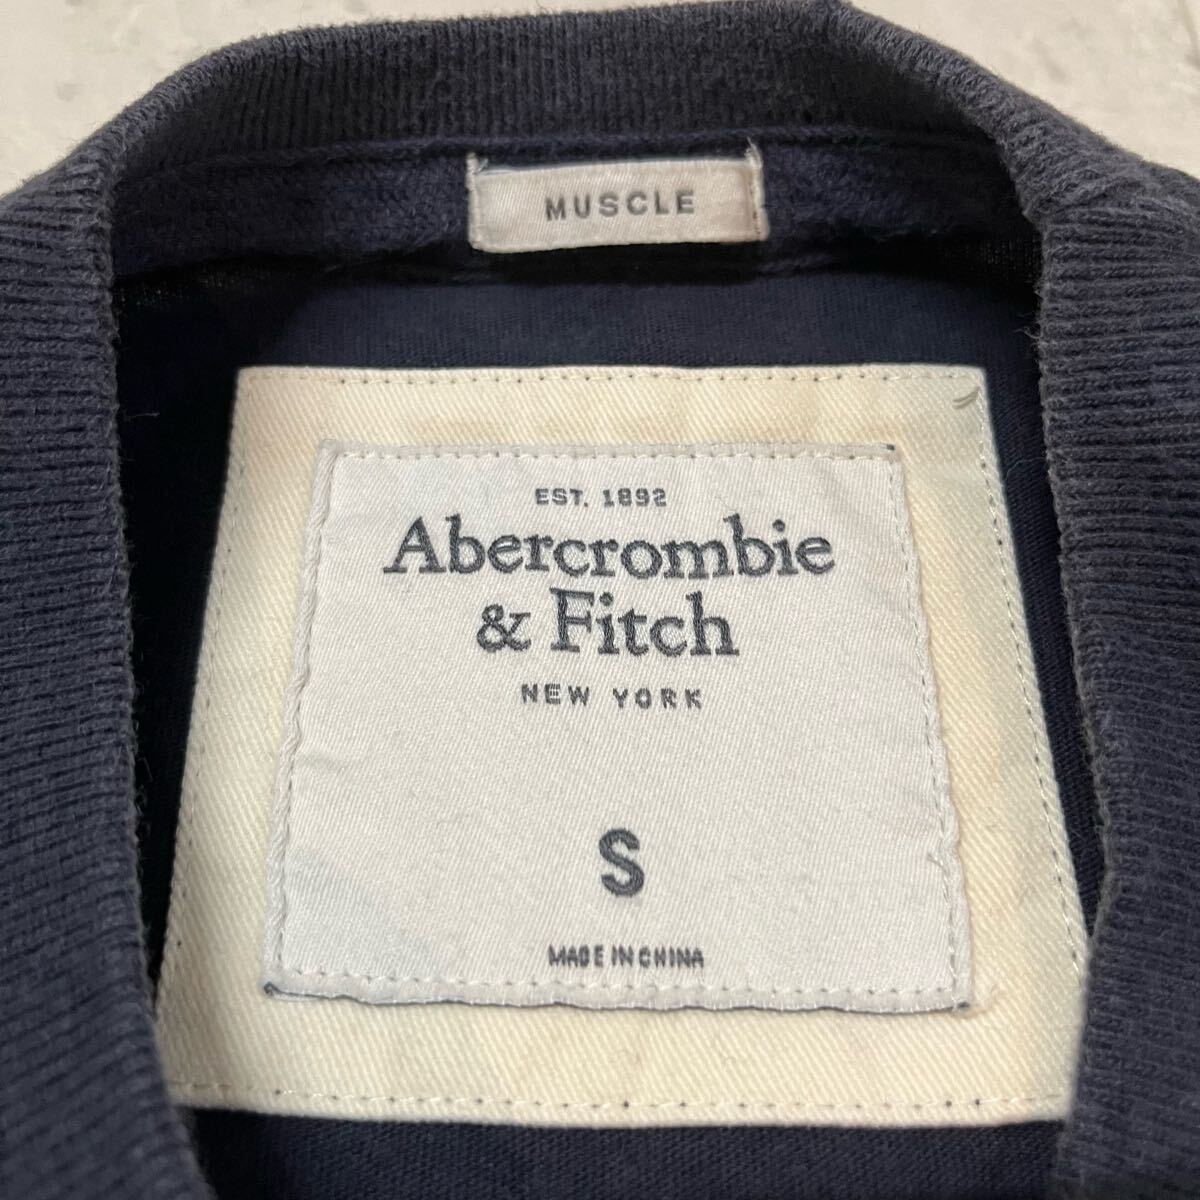 MUSCLE
EST. 1892
Abercrombie
& Fitch
NEW YORK
S
MADE IN CHINA